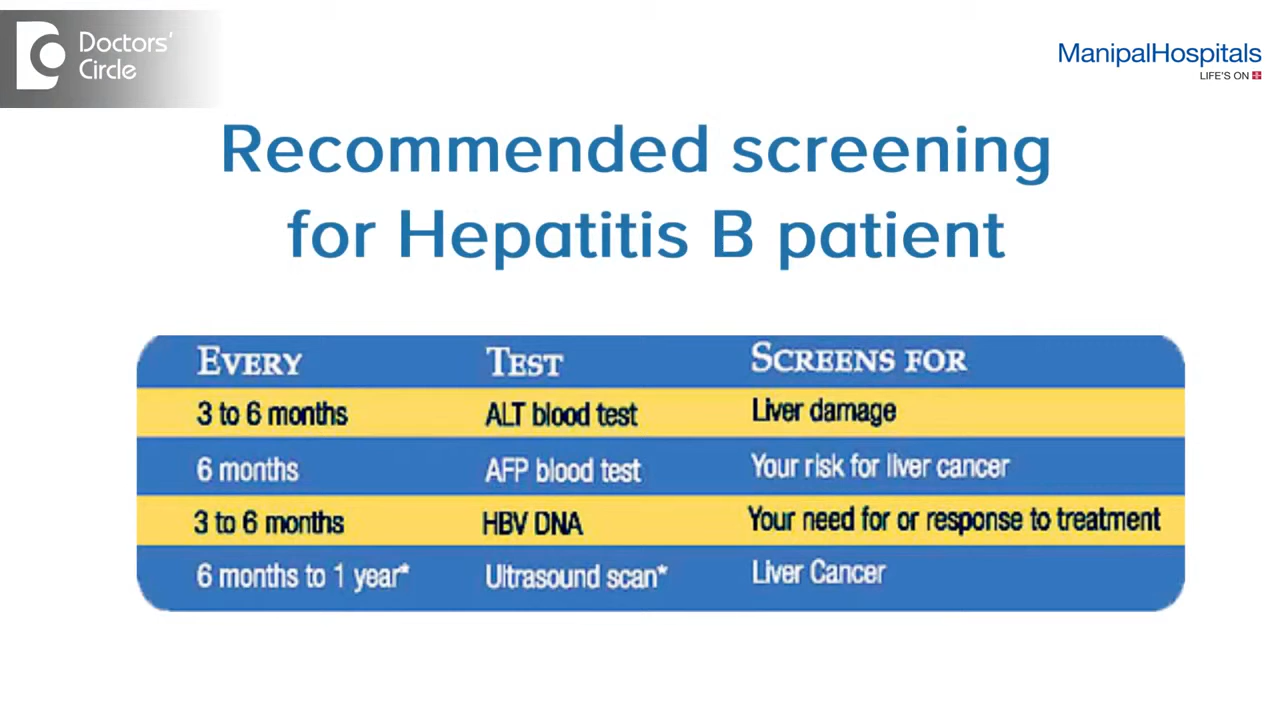 Doctors'
Circle
ManipalHospitals
LIFE'S ON
Recommended screening
for Hepatitis B patient
EVERY TEST SCREENS FOR
3 to 6 months ALT blood test Liver damage
6 months AFP blood test Your risk for liver cancer
3 to 6 months HBV DNA Your need for or response to treatment
6 months to 1 year* Ultrasound scan* Liver Cancer